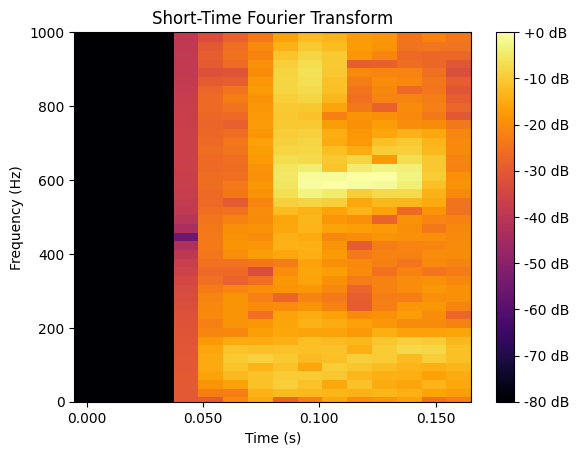 Short-Time Fourier Transform
1000
800
600
400
200
0
Frequency (Hz)
0.000
0.050
0.100
0.150
Time (s)
+0 dB
-10 dB
-20 dB
-30 dB
-40 dB
-50 dB
-60 dB
-70 dB
-80 dB